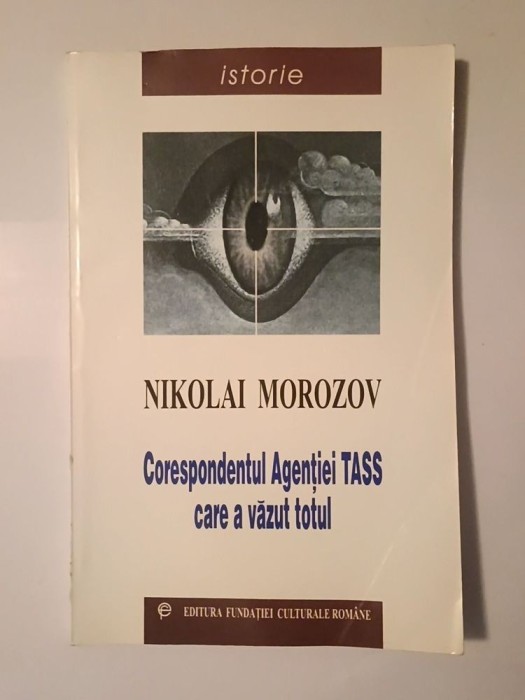 istorie
NIKOLAI MOROZOV
Corespondentul Agenției TASS
care a văzut totul
EDITURA FUNDAȚIEI CULTURALE ROMÂNE